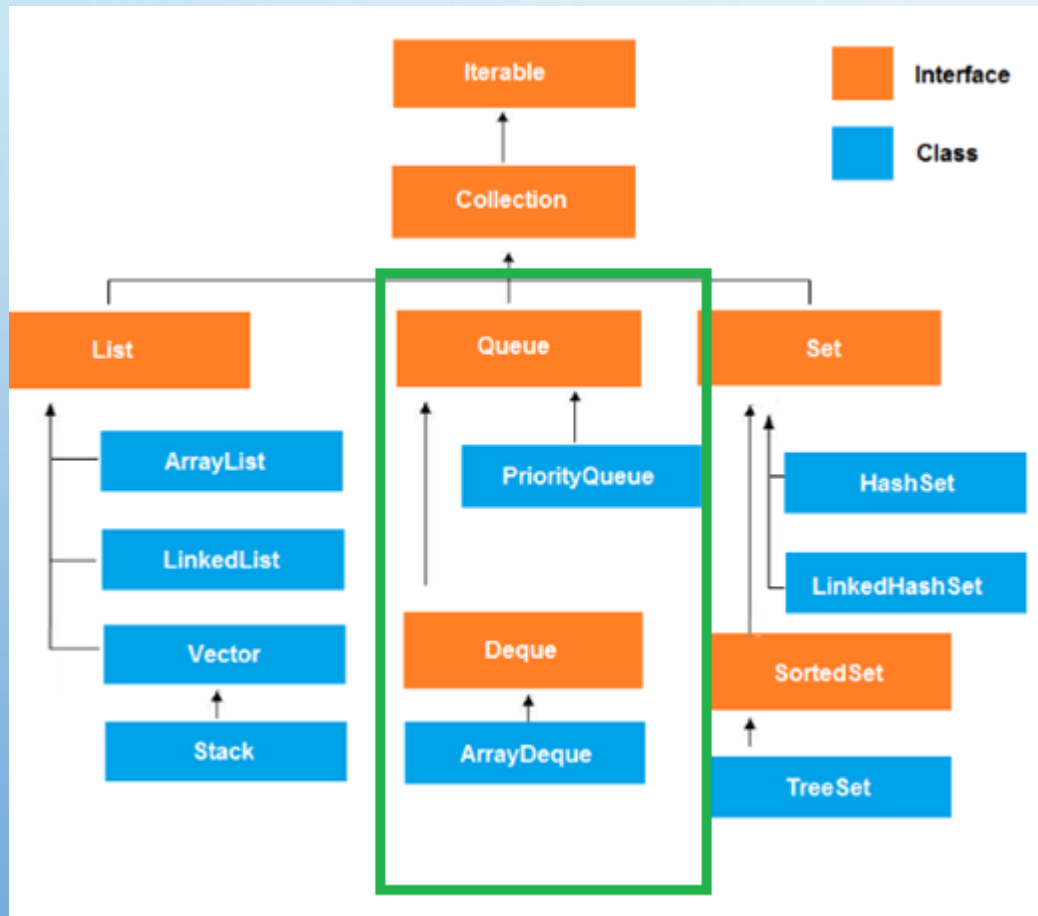 Iterable
Interface
Class
Collection
List
Queue
Set
ArrayList
PriorityQueue
HashSet
LinkedList
LinkedHashSet
Vector
Deque
SortedSet
Stack
ArrayDeque
TreeSet